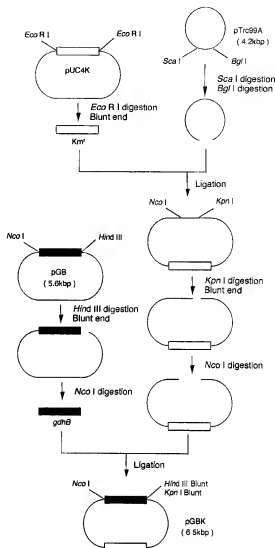 EcoR I EcoR I
pUC4K
EcoR I digestion
Blunt end
Kmr
pTrc99A
( 4.2kbp )
Sca I Bgl I
Sca I digestion
Bgl I digestion
Ligation
Nco I Kpn I
Kpn I digestion
Blunt end
Nco I digestion
Nco I Hind III
pGB
( 5.6kbp )
Hind III digestion
Blunt end
Nco I digestion
gdhB
Ligation
Nco I Hind III Blunt
Kpn I Blunt
pGBK
( 6.5kbp )